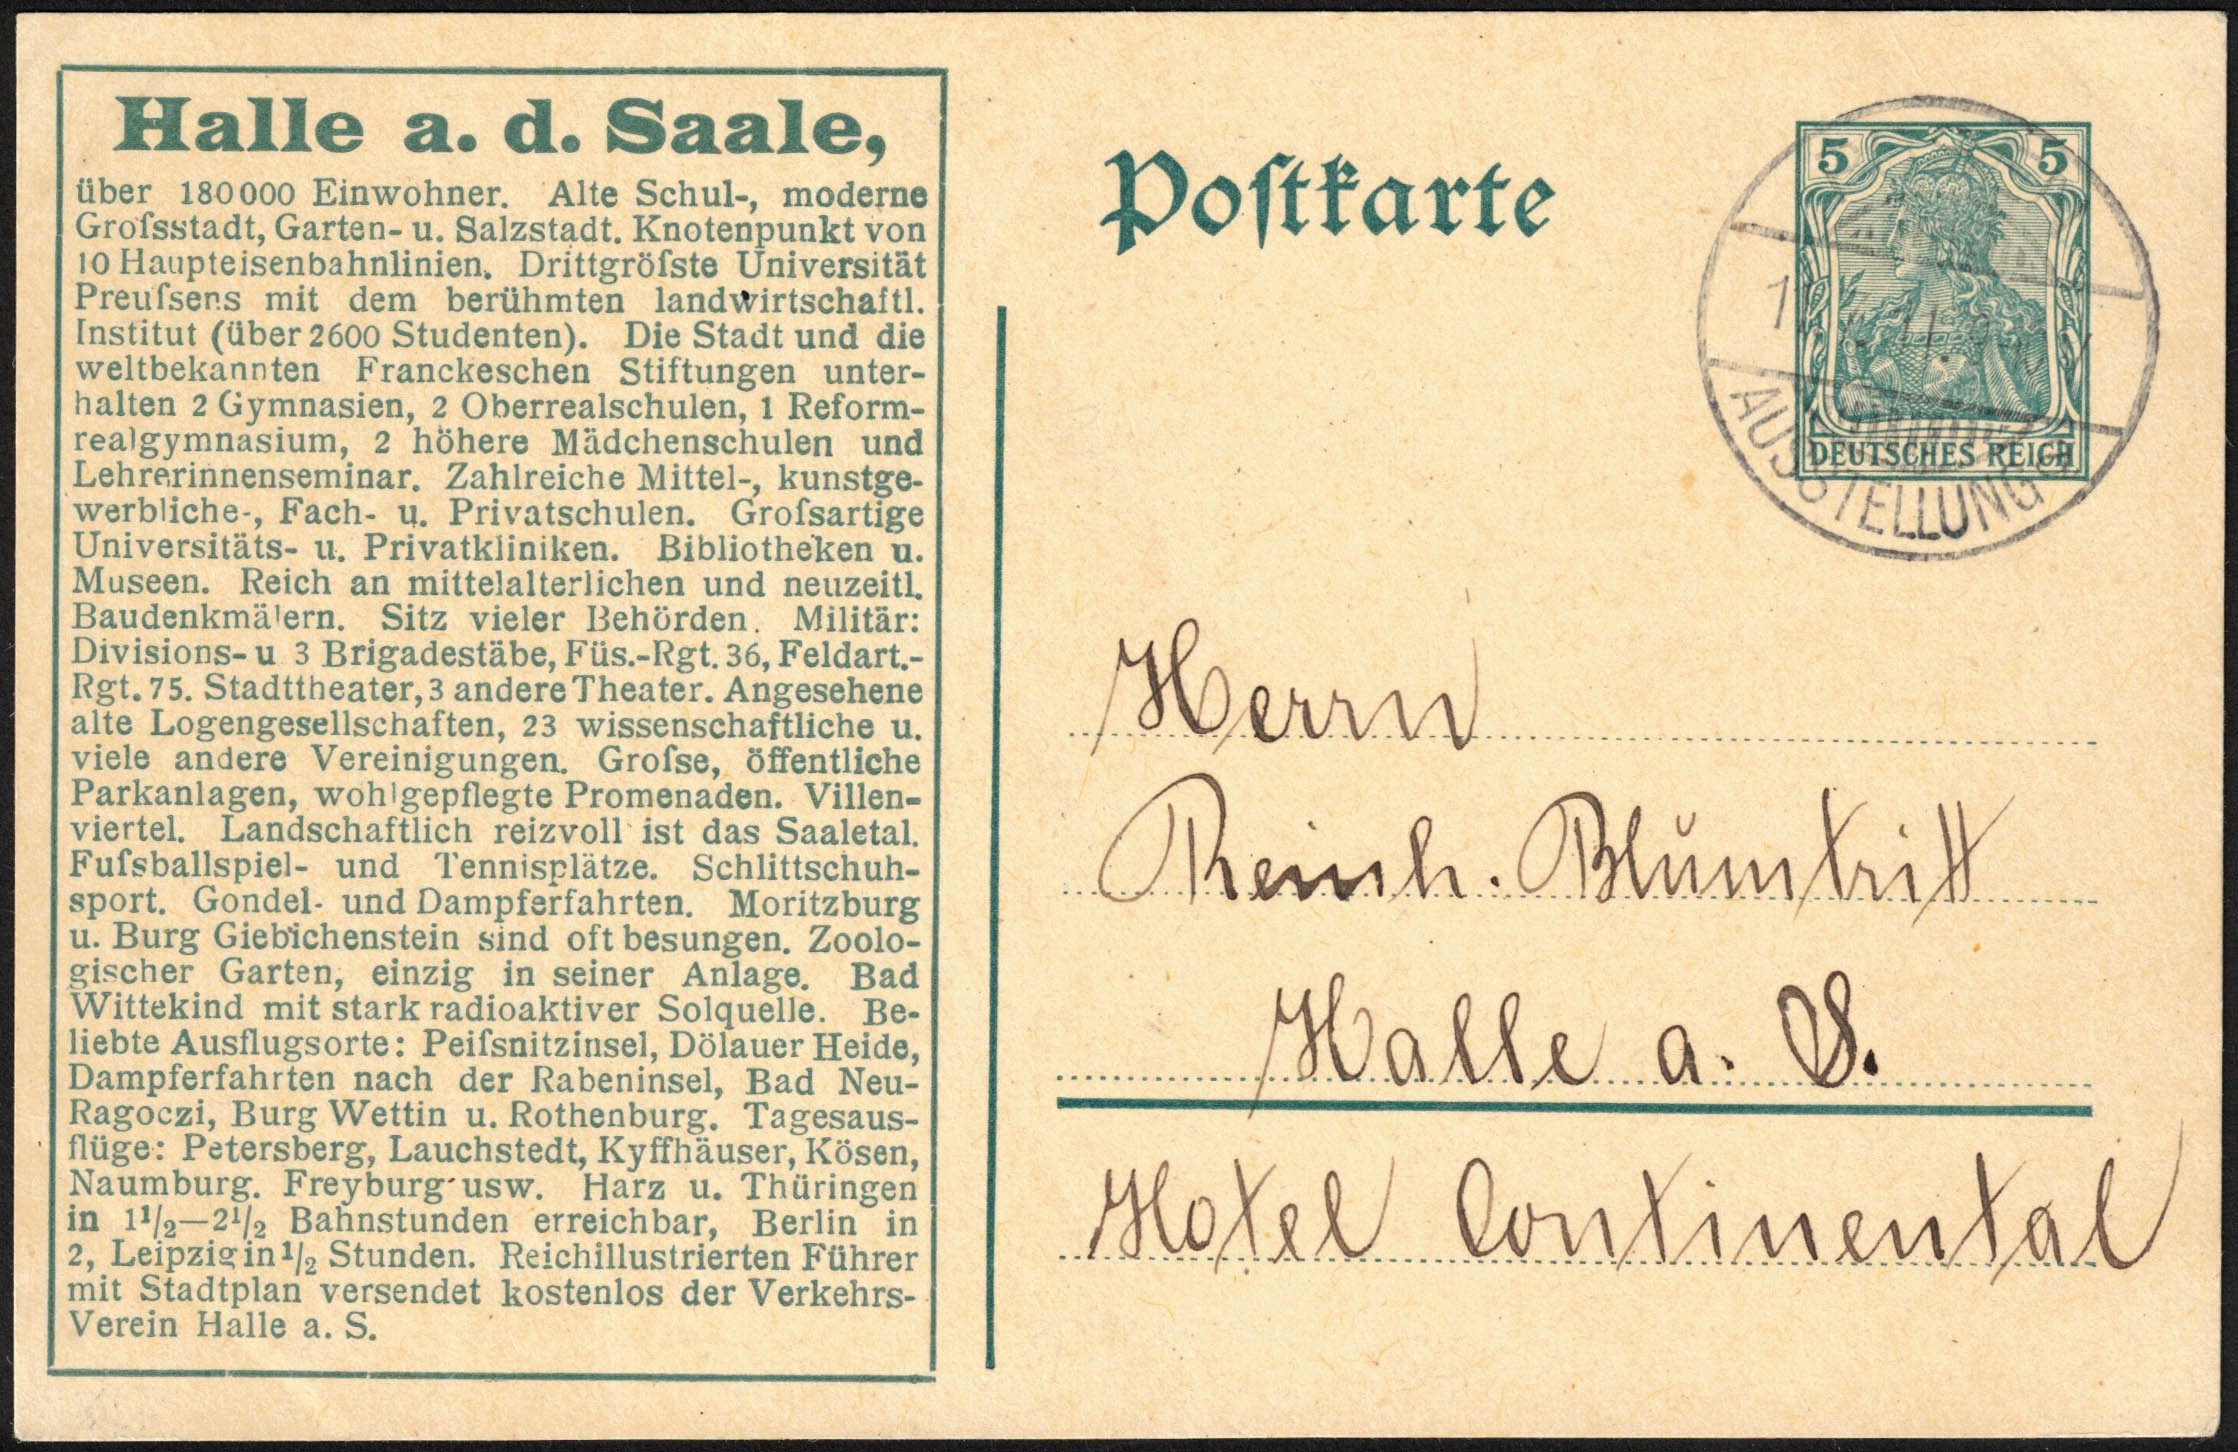 Halle a. d. Saale,
über 180000 Einwohner. Alte Schul-, moderne
Groſsstadt, Garten- u. Salzstadt. Knotenpunkt von
10 Haupteisenbahnlinien. Drittgröſste Universität
Preuſsens mit dem berühmten landwirtschaftl.
Institut (über 2600 Studenten). Die Stadt und die
weltbekannten Franckeschen Stiftungen unter-
halten 2 Gymnasien, 2 Oberrealschulen, 1 Reform-
realgymnasium, 2 höhere Mädchenschulen und
Lehrerinnenseminar. Zahlreiche Mittel-, kunstge-
werbliche-, Fach- u. Privatschulen. Groſsartige
Universitäts- u. Privatkliniken. Bibliotheken u.
Museen. Reich an mittelalterlichen und neuzeitl.
Baudenkmälern. Sitz vieler Behörden. Militär:
Divisions- u 3 Brigadestäbe, Füs.-Rgt. 36, Feldart.-
Rgt. 75. Stadttheater, 3 andere Theater. Angesehene
alte Logengesellschaften, 23 wissenschaftliche u.
viele andere Vereinigungen. Groſse, öffentliche
Parkanlagen, wohlgepflegte Promenaden. Villen-
viertel. Landschaftlich reizvoll ist das Saaletal.
Fuſsballspiel- und Tennisplätze. Schlittschuh-
sport. Gondel- und Dampferfahrten. Moritzburg
u. Burg Giebichenstein sind oft besungen. Zoolo-
gischer Garten, einzig in seiner Anlage. Bad
Wittekind mit stark radioaktiver Solquelle. Be-
liebte Ausflugsorte: Peiſsnitzinsel, Dölauer Heide,
Dampferfahrten nach der Rabeninsel, Bad Neu-
Ragoczi, Burg Wettin u. Rothenburg. Tagesaus-
flüge: Petersberg, Lauchstedt, Kyffhäuser, Kösen,
Naumburg. Freyburg usw. Harz u. Thüringen
in 1½—2½ Bahnstunden erreichbar, Berlin in
2, Leipzig in ½ Stunden. Reichillustrierten Führer
mit Stadtplan versendet kostenlos der Verkehrs-
Verein Halle a. S.
Poſtkarte
5 5
DEUTSCHES REICH
AUSSTELLUNG
Herrn
Reinh. Blumtritt
Halle a. S.
Hotel Continental